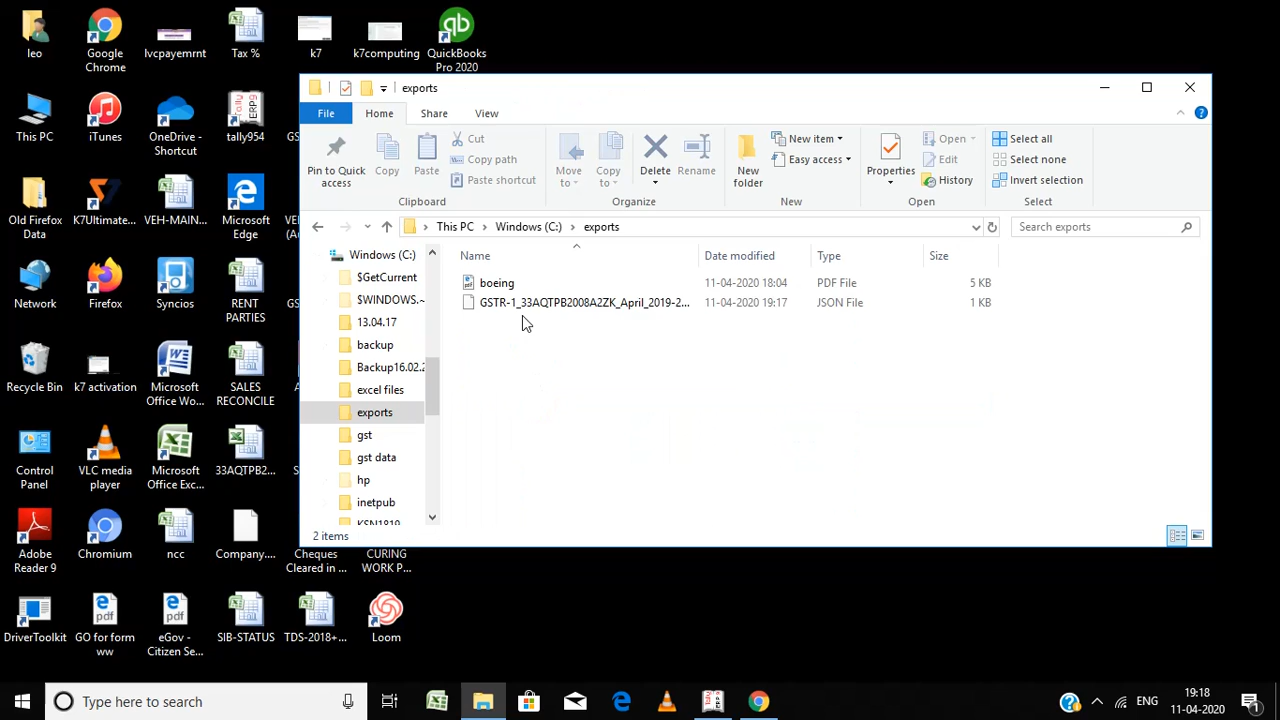 leo
Google
Chrome
lvcpayemrnt
Tax %
k7
k7computing
QuickBooks
Pro 2020
This PC
iTunes
OneDrive -
Shortcut
tally954
Old Firefox
Data
K7Ultimate...
VEH-MAIN...
Microsoft
Edge
Network
Firefox
Syncios
RENT
PARTIES
Recycle Bin
k7 activation
Microsoft
Office Wo...
SALES
RECONCILE
Control
Panel
VLC media
player
Microsoft
Office Exc...
33AQTPB2...
Adobe
Reader 9
Chromium
ncc
Company....
Cheques
Cleared in ...
CURING
WORK P...
DriverToolkit
GO for form
ww
eGov -
Citizen Se...
SIB-STATUS
TDS-2018+...
Loom
exports
File
Home
Share
View
Pin to Quick
access
Copy
Paste
Cut
Copy path
Paste shortcut
Clipboard
Move
to
Copy
to
Delete
Rename
Organize
New
folder
New item
Easy access
New
Properties
Open
Edit
History
Open
Select all
Select none
Invert selection
Select
This PC > Windows (C:) > exports
Search exports
Windows (C:)
$GetCurrent
$WINDOWS.~
13.04.17
backup
Backup16.02.2
excel files
exports
gst
gst data
hp
inetpub
KSN1819
Name Date modified Type Size
boeing 11-04-2020 18:04 PDF File 5 KB
GSTR-1_33AQTPB2008A2ZK_April_2019-2... 11-04-2020 19:17 JSON File 1 KB
2 items
Type here to search
ENG
19:18
11-04-2020
1